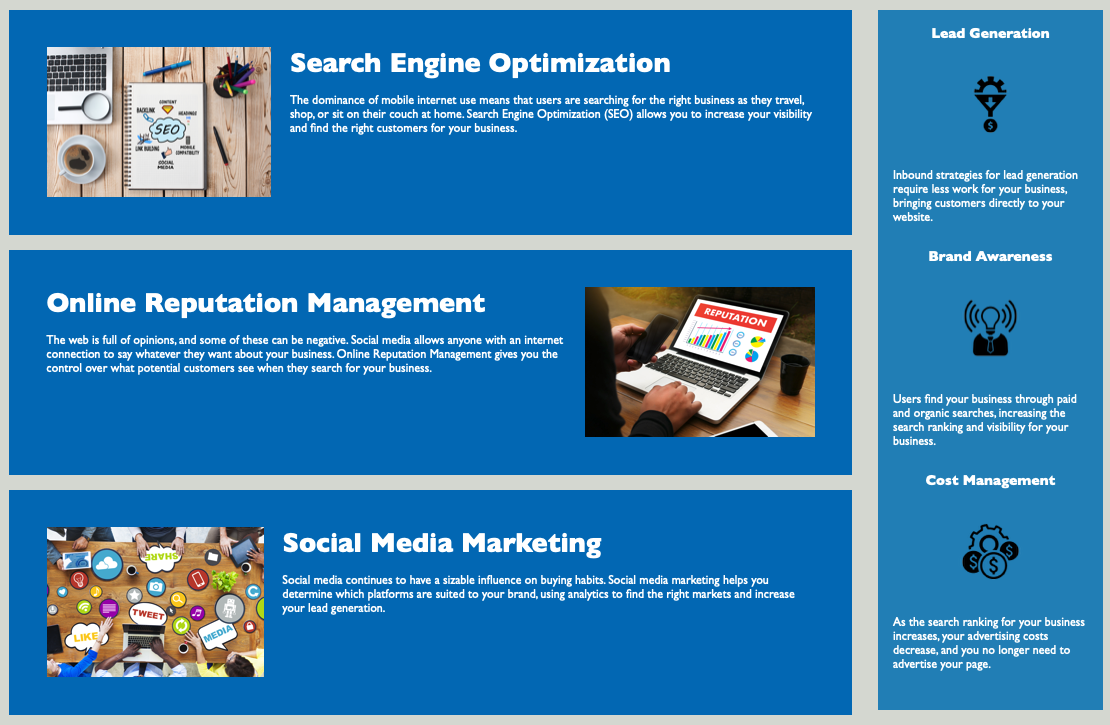 Search Engine Optimization
The dominance of mobile internet use means that users are searching for the right business as they travel,
shop, or sit on their couch at home. Search Engine Optimization (SEO) allows you to increase your visibility
and find the right customers for your business.
CONTENT
BACKLINK
HEADINGS
SEO
LINK BUILDING
MOBILE
COMPATIBILITY
SOCIAL
MEDIA
Online Reputation Management
The web is full of opinions, and some of these can be negative. Social media allows anyone with an internet
connection to say whatever they want about your business. Online Reputation Management gives you the
control over what potential customers see when they search for your business.
REPUTATION
Social Media Marketing
Social media continues to have a sizable influence on buying habits. Social media marketing helps you
determine which platforms are suited to your brand, using analytics to find the right markets and increase
your lead generation.
SHARE
TWEET
LIKE
MEDIA
Lead Generation
$
Inbound strategies for lead generation
require less work for your business,
bringing customers directly to your
website.
Brand Awareness
Users find your business through paid
and organic searches, increasing the
search ranking and visibility for your
business.
Cost Management
$ $ $
As the search ranking for your business
increases, your advertising costs
decrease, and you no longer need to
advertise your page.